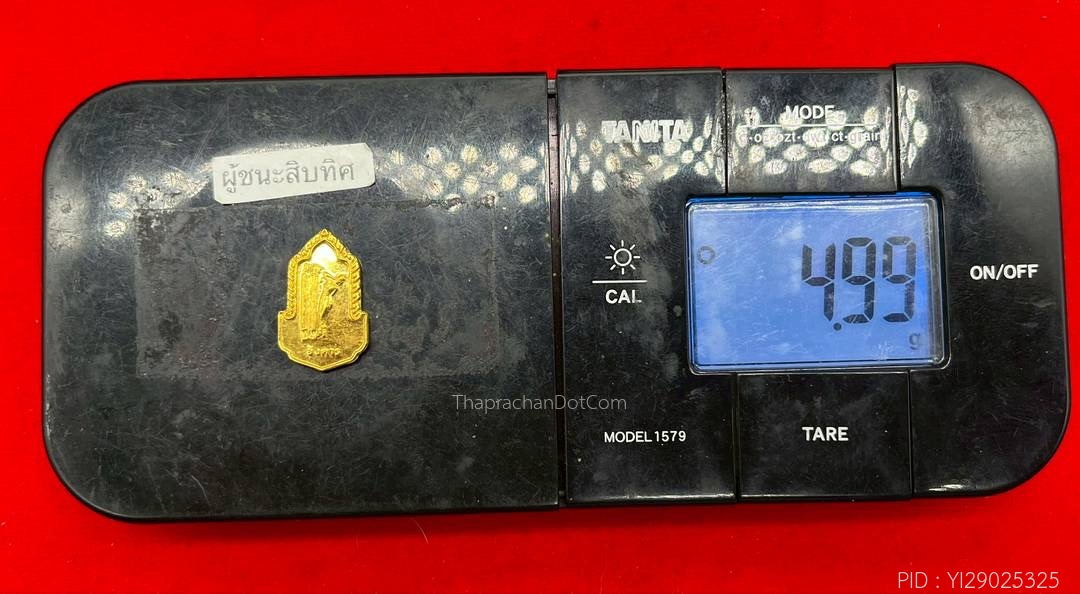 ผู้ชนะสิบทิศ
TANITA
MODE
CAL
4.99
g
ON/OFF
ThaprachanDotCom
MODEL 1579
TARE
PID : YI29025325